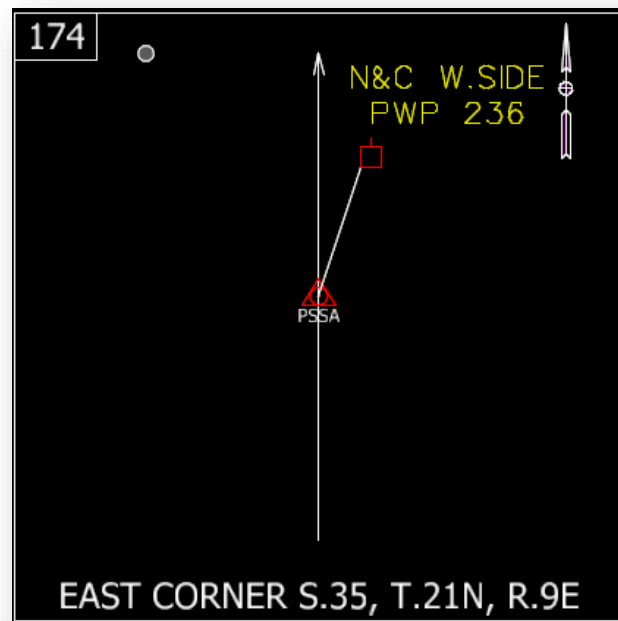 174
N&C W.SIDE
PWP 236
PSSA
EAST CORNER S.35, T.21N, R.9E